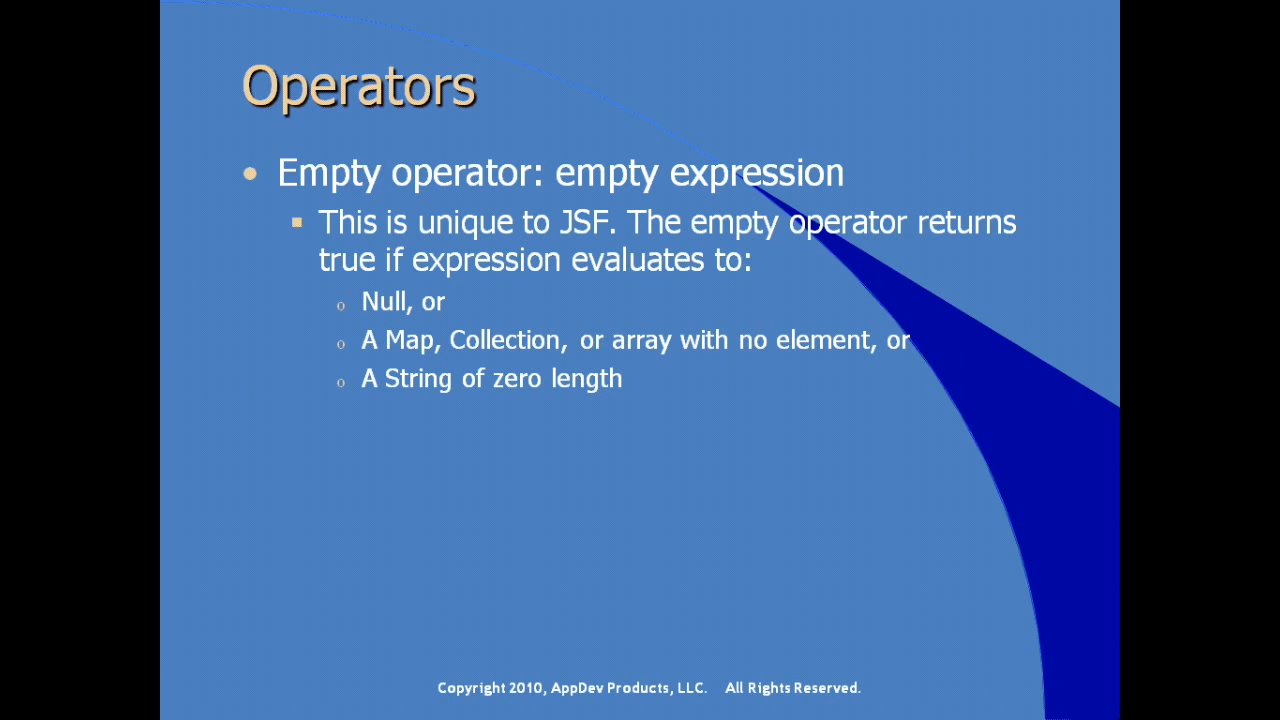 Operators
• Empty operator: empty expression
▪ This is unique to JSF. The empty operator returns
true if expression evaluates to:
o Null, or
o A Map, Collection, or array with no element, or
o A String of zero length
Copyright 2010, AppDev Products, LLC. All Rights Reserved.